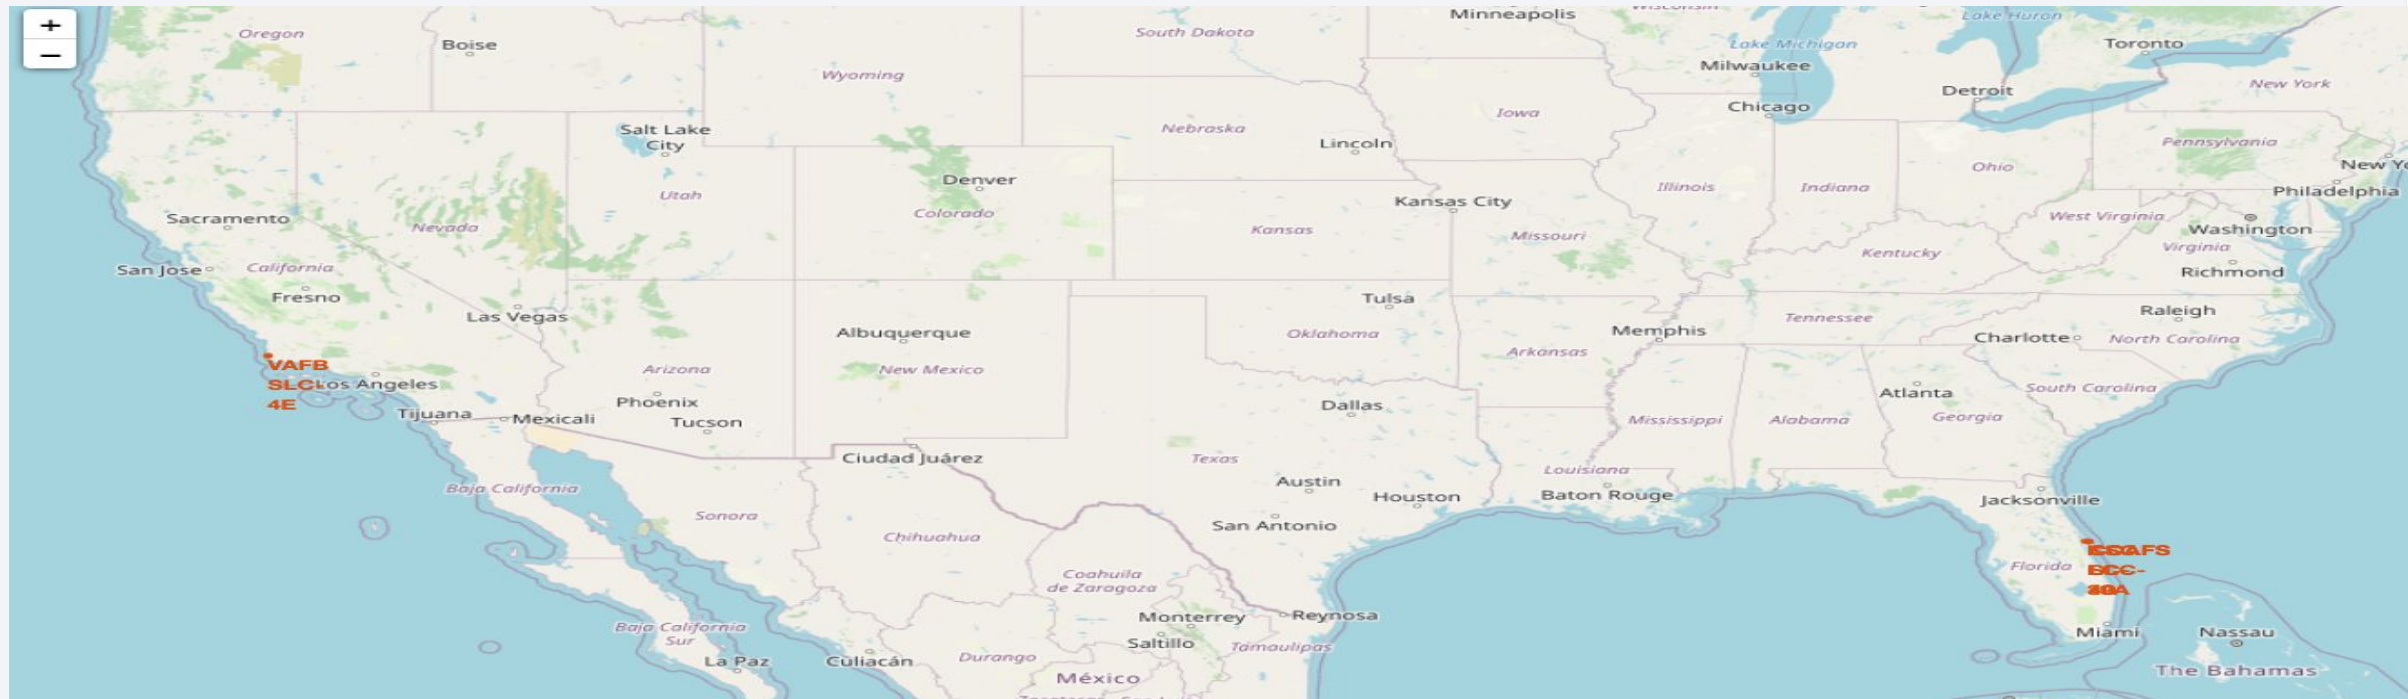 +
−
Oregon
Boise
South Dakota
Minneapolis
Wisconsin
Lake Huron
Lake Michigan
Toronto
Milwaukee
Wyoming
New York
Detroit
Chicago
Iowa
Nebraska
Salt Lake
City
Lincoln
Pennsylvania
New Yo
Denver
Ohio
Utah
Illinois
Indiana
Philadelphia
Kansas City
Colorado
Sacramento
West Virginia
Nevada
Kansas
Missouri
Washington
Virginia
Kentucky
San Jose
California
Richmond
Fresno
Tulsa
Las Vegas
Raleigh
Tennessee
Albuquerque
Oklahoma
Memphis
Charlotte
North Carolina
Arkansas
VAFB
SLC-
4E
Los Angeles
Arizona
New Mexico
South Carolina
Atlanta
Phoenix
Dallas
Tijuana
Mexicali
Tucson
Mississippi
Alabama
Georgia
Ciudad Juárez
Texas
Louisiana
Austin
Baja California
Houston
Baton Rouge
Jacksonville
Sonora
San Antonio
Chihuahua
Florida
Coahuila
de Zaragoza
Monterrey
Reynosa
Baja California
Sur
Saltillo
Tamaulipas
Miami
Nassau
La Paz
Culiacán
Durango
México
The Bahamas